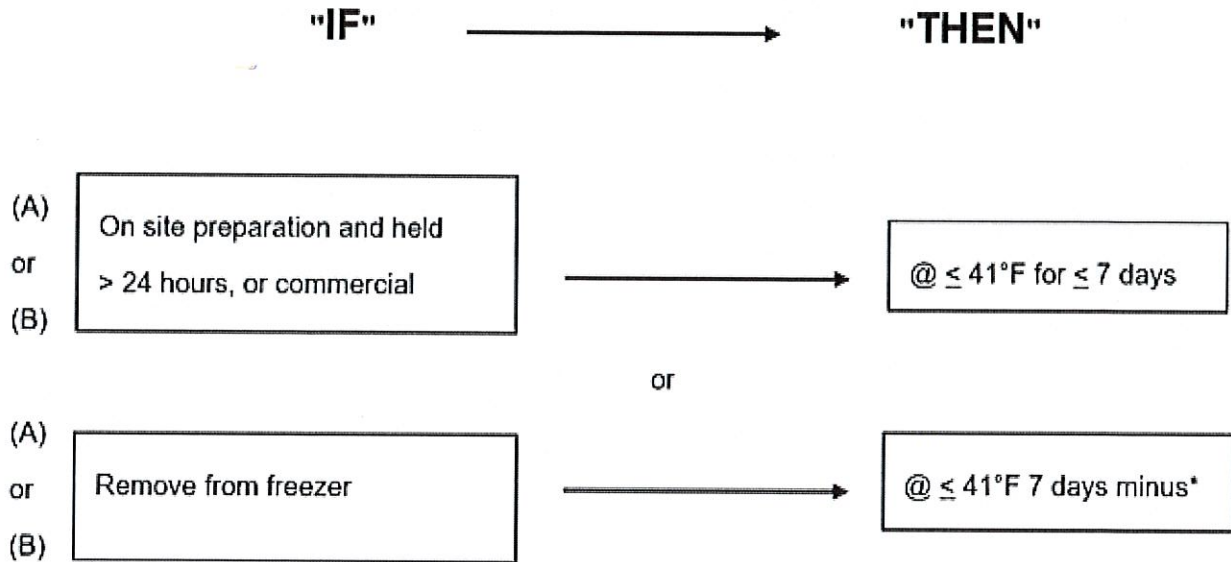 "IF" "THEN"
(A)
or
(B)
On site preparation and held
> 24 hours, or commercial
@ ≤ 41°F for ≤ 7 days
or
(A)
or
(B)
Remove from freezer
@ ≤ 41°F 7 days minus*